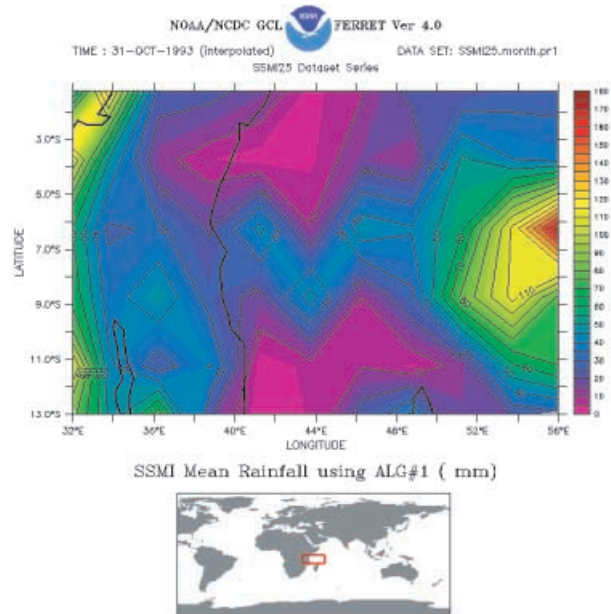 NOAA/NCDC GCL FERRET Ver 4.0
TIME : 31-OCT-1993 (interpolated) DATA SET: SSMI25.month.pr1
SSMI25 Dataset Series
3.0°S
5.0°S
7.0°S
9.0°S
11.0°S
13.0°S
LATITUDE
32°E 36°E 40°E 44°E 48°E 52°E 56°E
LONGITUDE
110
80
180
170
160
150
140
130
120
110
100
90
80
70
60
50
40
30
20
10
0
SSMI Mean Rainfall using ALG#1 ( mm)